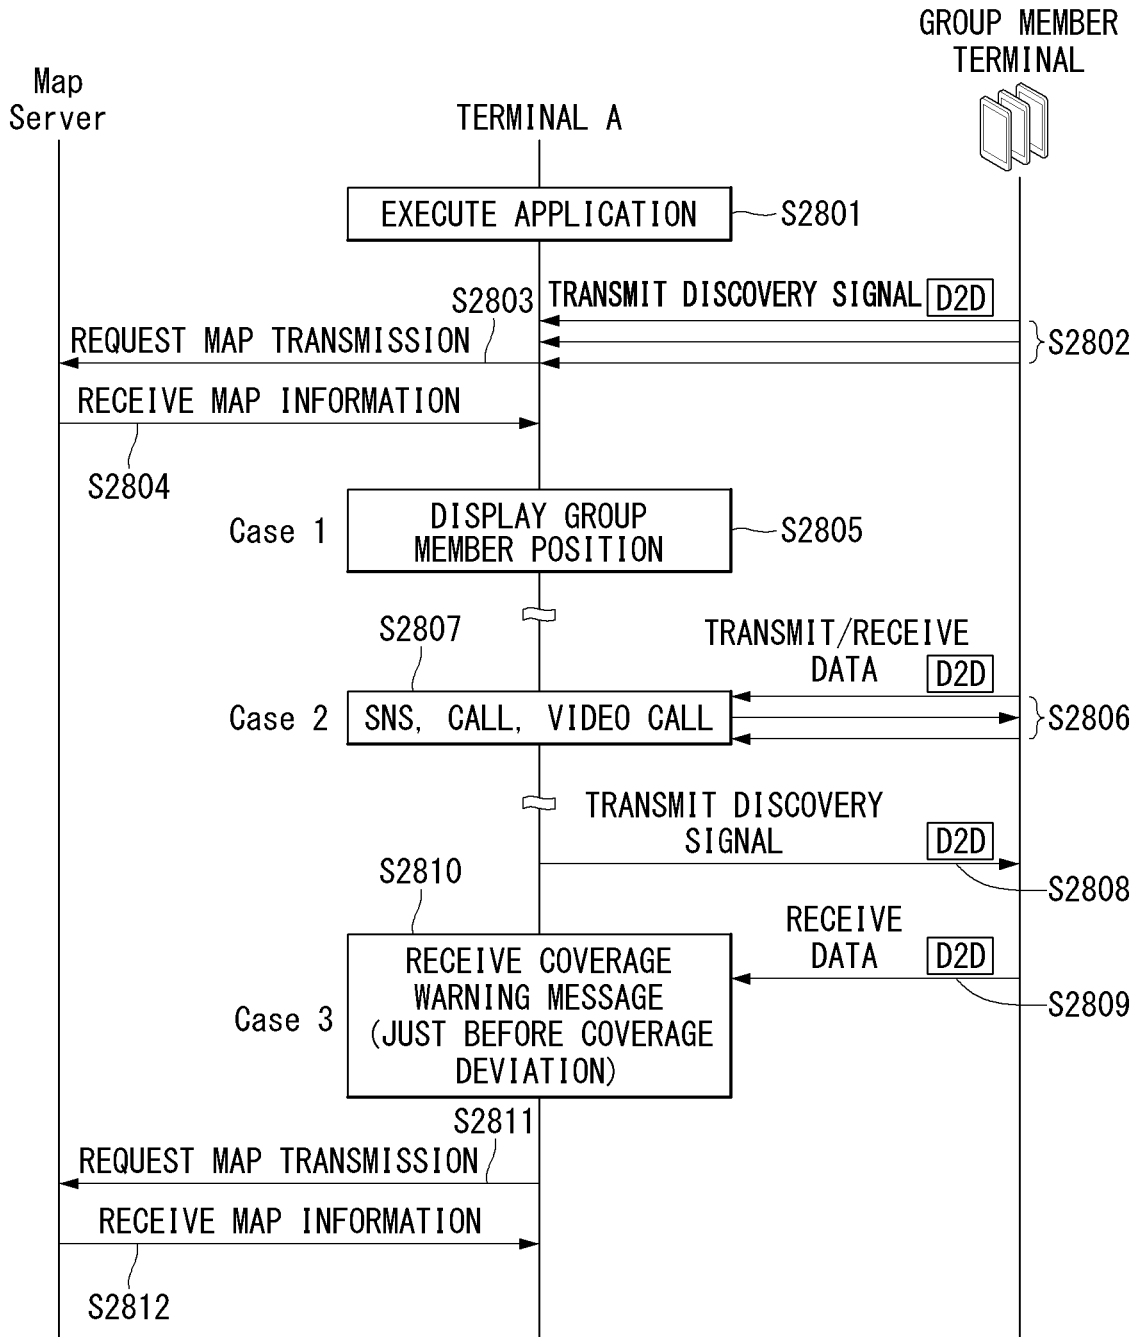 GROUP MEMBER
TERMINAL
Map
Server
TERMINAL A
EXECUTE APPLICATION
S2801
TRANSMIT DISCOVERY SIGNAL D2D
S2803
REQUEST MAP TRANSMISSION
S2802
RECEIVE MAP INFORMATION
S2804
Case 1
DISPLAY GROUP
MEMBER POSITION
S2805
S2807
TRANSMIT/RECEIVE
DATA D2D
Case 2
SNS, CALL, VIDEO CALL
S2806
TRANSMIT DISCOVERY
SIGNAL D2D
S2810
S2808
RECEIVE
DATA D2D
Case 3
RECEIVE COVERAGE
WARNING MESSAGE
(JUST BEFORE COVERAGE
DEVIATION)
S2809
S2811
REQUEST MAP TRANSMISSION
RECEIVE MAP INFORMATION
S2812